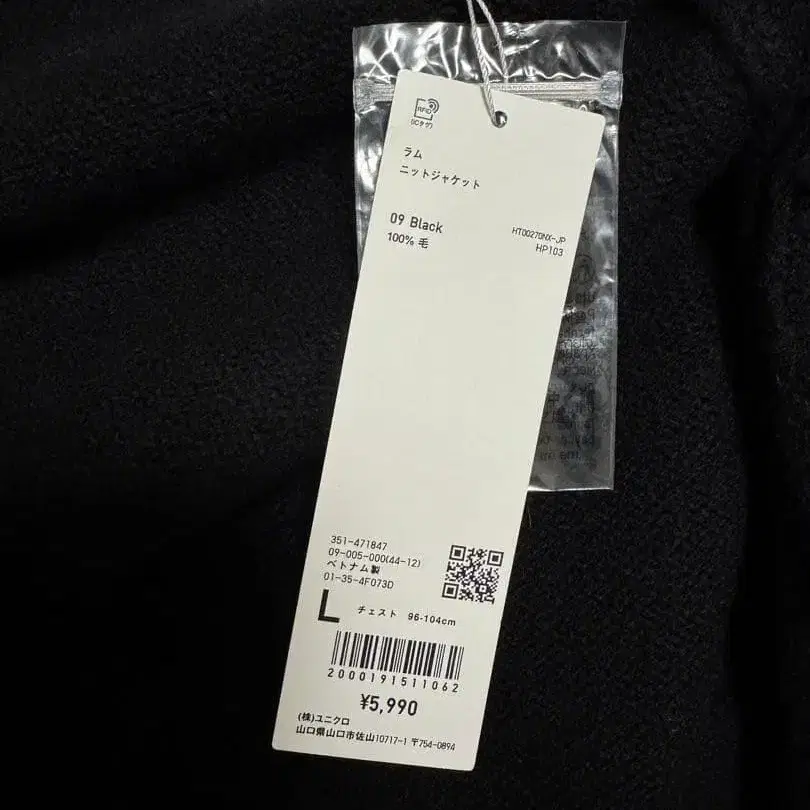 RFID
ICタグ
ラム
ニットジャケット
09 Black
100% 毛
HT00270NX-JP
HP103
351-471847
09-005-000(44-12)
ベトナム製
01-35-4F073D
L チェスト 96-104cm
2000191511062
¥5,990
(株)ユニクロ
山口県山口市佐山10717-1 〒754-0894